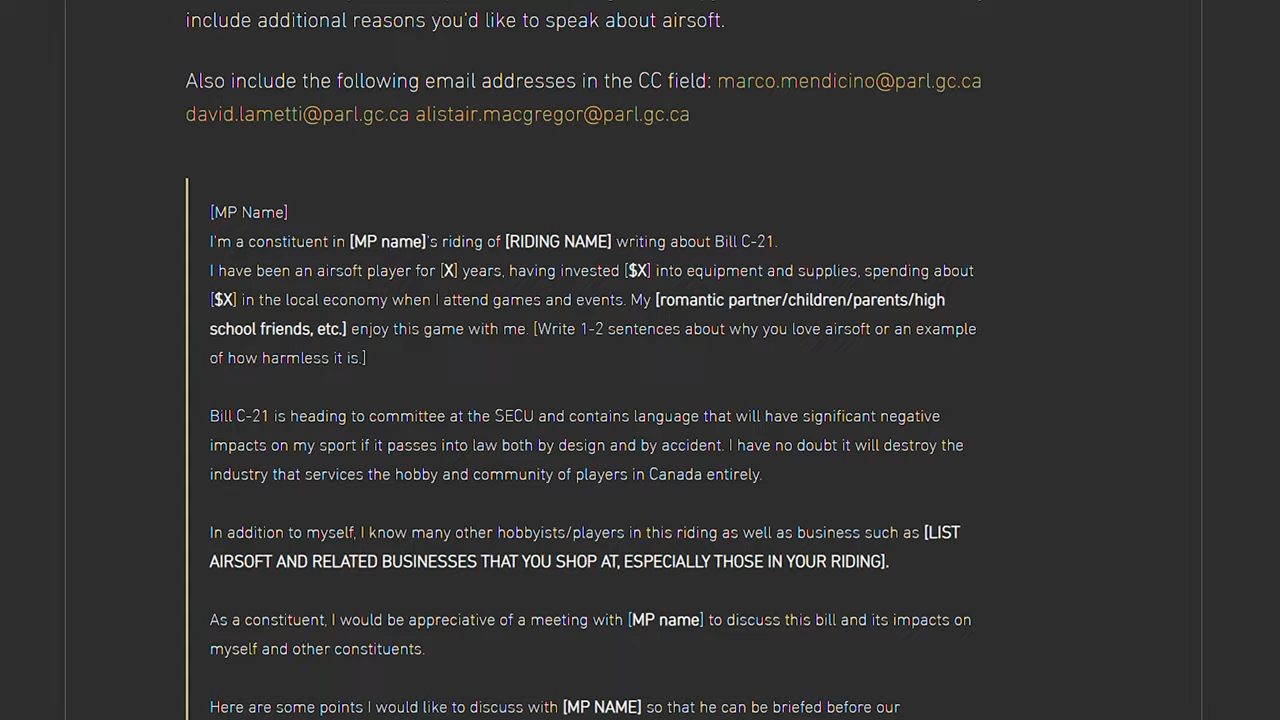 include additional reasons you'd like to speak about airsoft.
Also include the following email addresses in the CC field: marco.mendicino@parl.gc.ca
david.lametti@parl.gc.ca alistair.macgregor@parl.gc.ca
[MP Name]
I'm a constituent in [MP name]'s riding of [RIDING NAME] writing about Bill C-21.
I have been an airsoft player for [X] years, having invested [$X] into equipment and supplies, spending about
[$X] in the local economy when I attend games and events. My [romantic partner/children/parents/high
school friends, etc.] enjoy this game with me. [Write 1-2 sentences about why you love airsoft or an example
of how harmless it is.]
Bill C-21 is heading to committee at the SECU and contains language that will have significant negative
impacts on my sport if it passes into law both by design and by accident. I have no doubt it will destroy the
industry that services the hobby and community of players in Canada entirely.
In addition to myself, I know many other hobbyists/players in this riding as well as business such as [LIST
AIRSOFT AND RELATED BUSINESSES THAT YOU SHOP AT, ESPECIALLY THOSE IN YOUR RIDING].
As a constituent, I would be appreciative of a meeting with [MP name] to discuss this bill and its impacts on
myself and other constituents.
Here are some points I would like to discuss with [MP NAME] so that he can be briefed before our